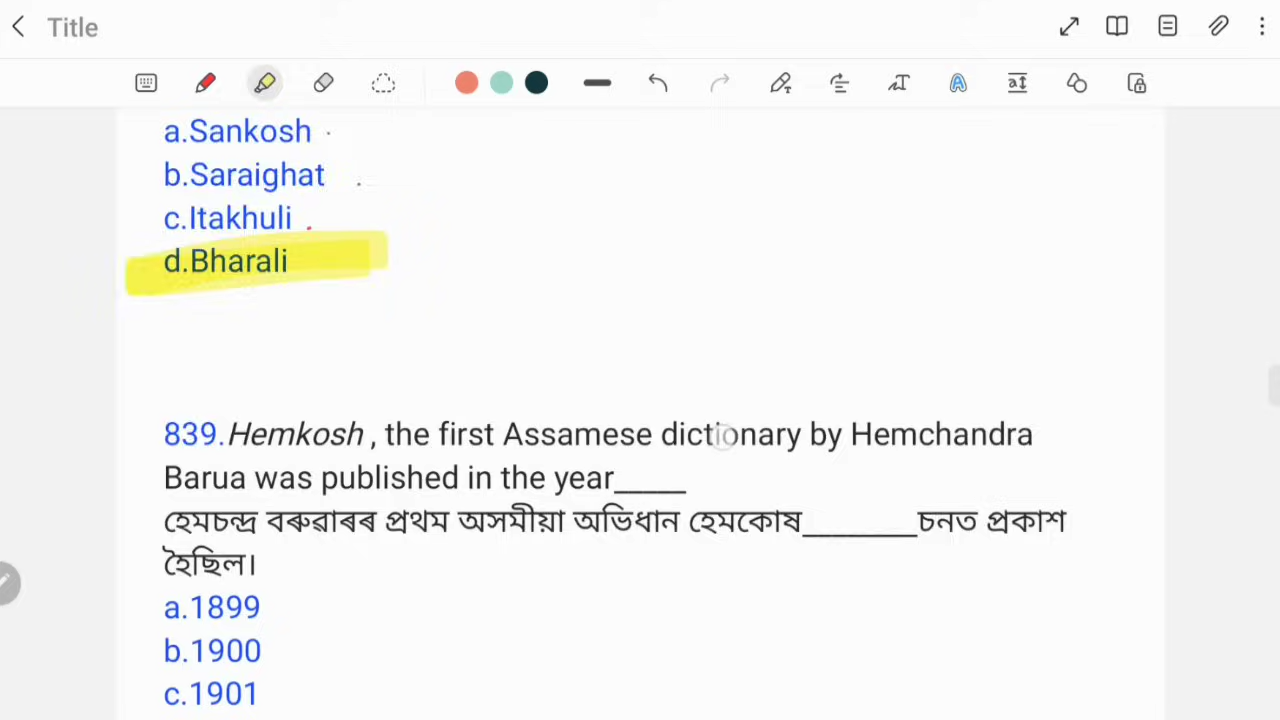 Title
a.Sankosh
b.Saraighat
c.Itakhuli
d.Bharali
839.Hemkosh , the first Assamese dictionary by Hemchandra
Barua was published in the year_____
হেমচন্দ্ৰ বৰুৱাৰৰ প্ৰথম অসমীয়া অভিধান হেমকোষ________চনত প্ৰকাশ
হৈছিল।
a.1899
b.1900
c.1901